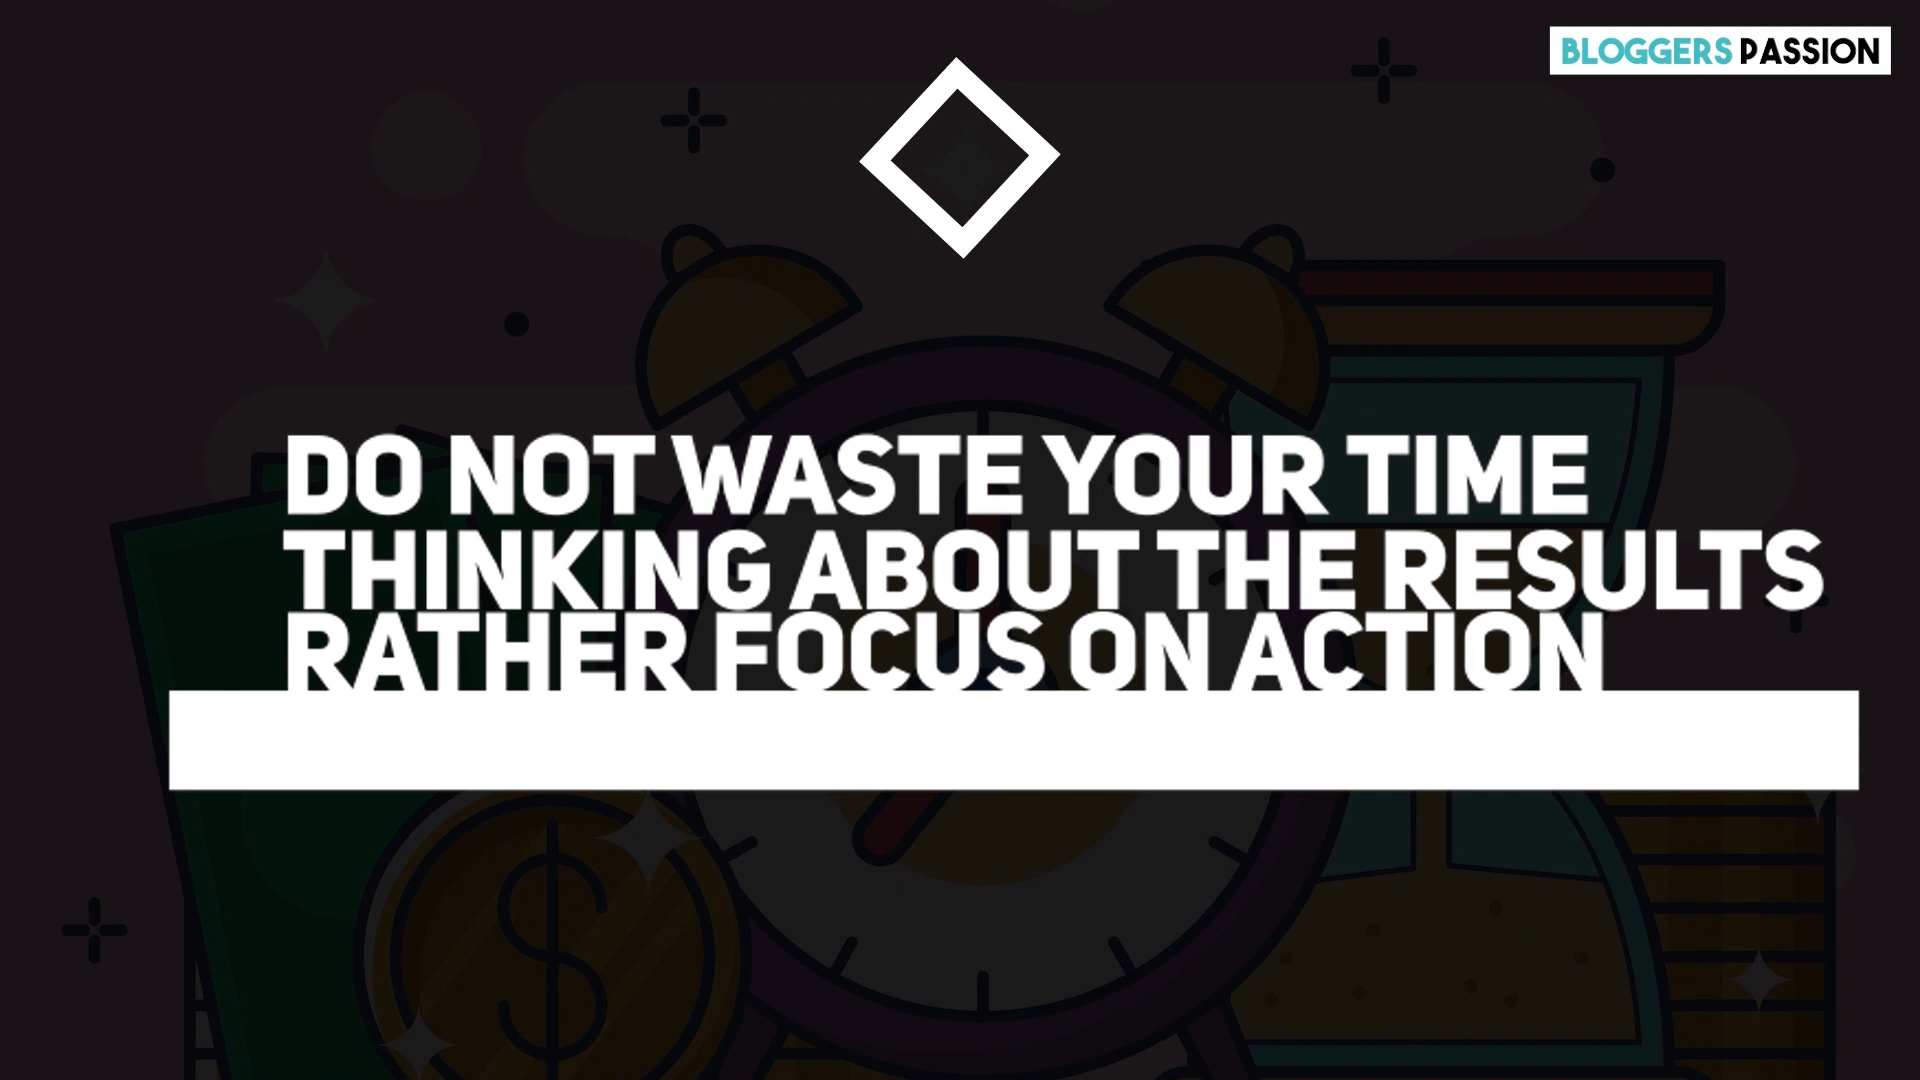 BLOGGERS PASSION
DO NOT WASTE YOUR TIME
THINKING ABOUT THE RESULTS
RATHER FOCUS ON ACTION
$